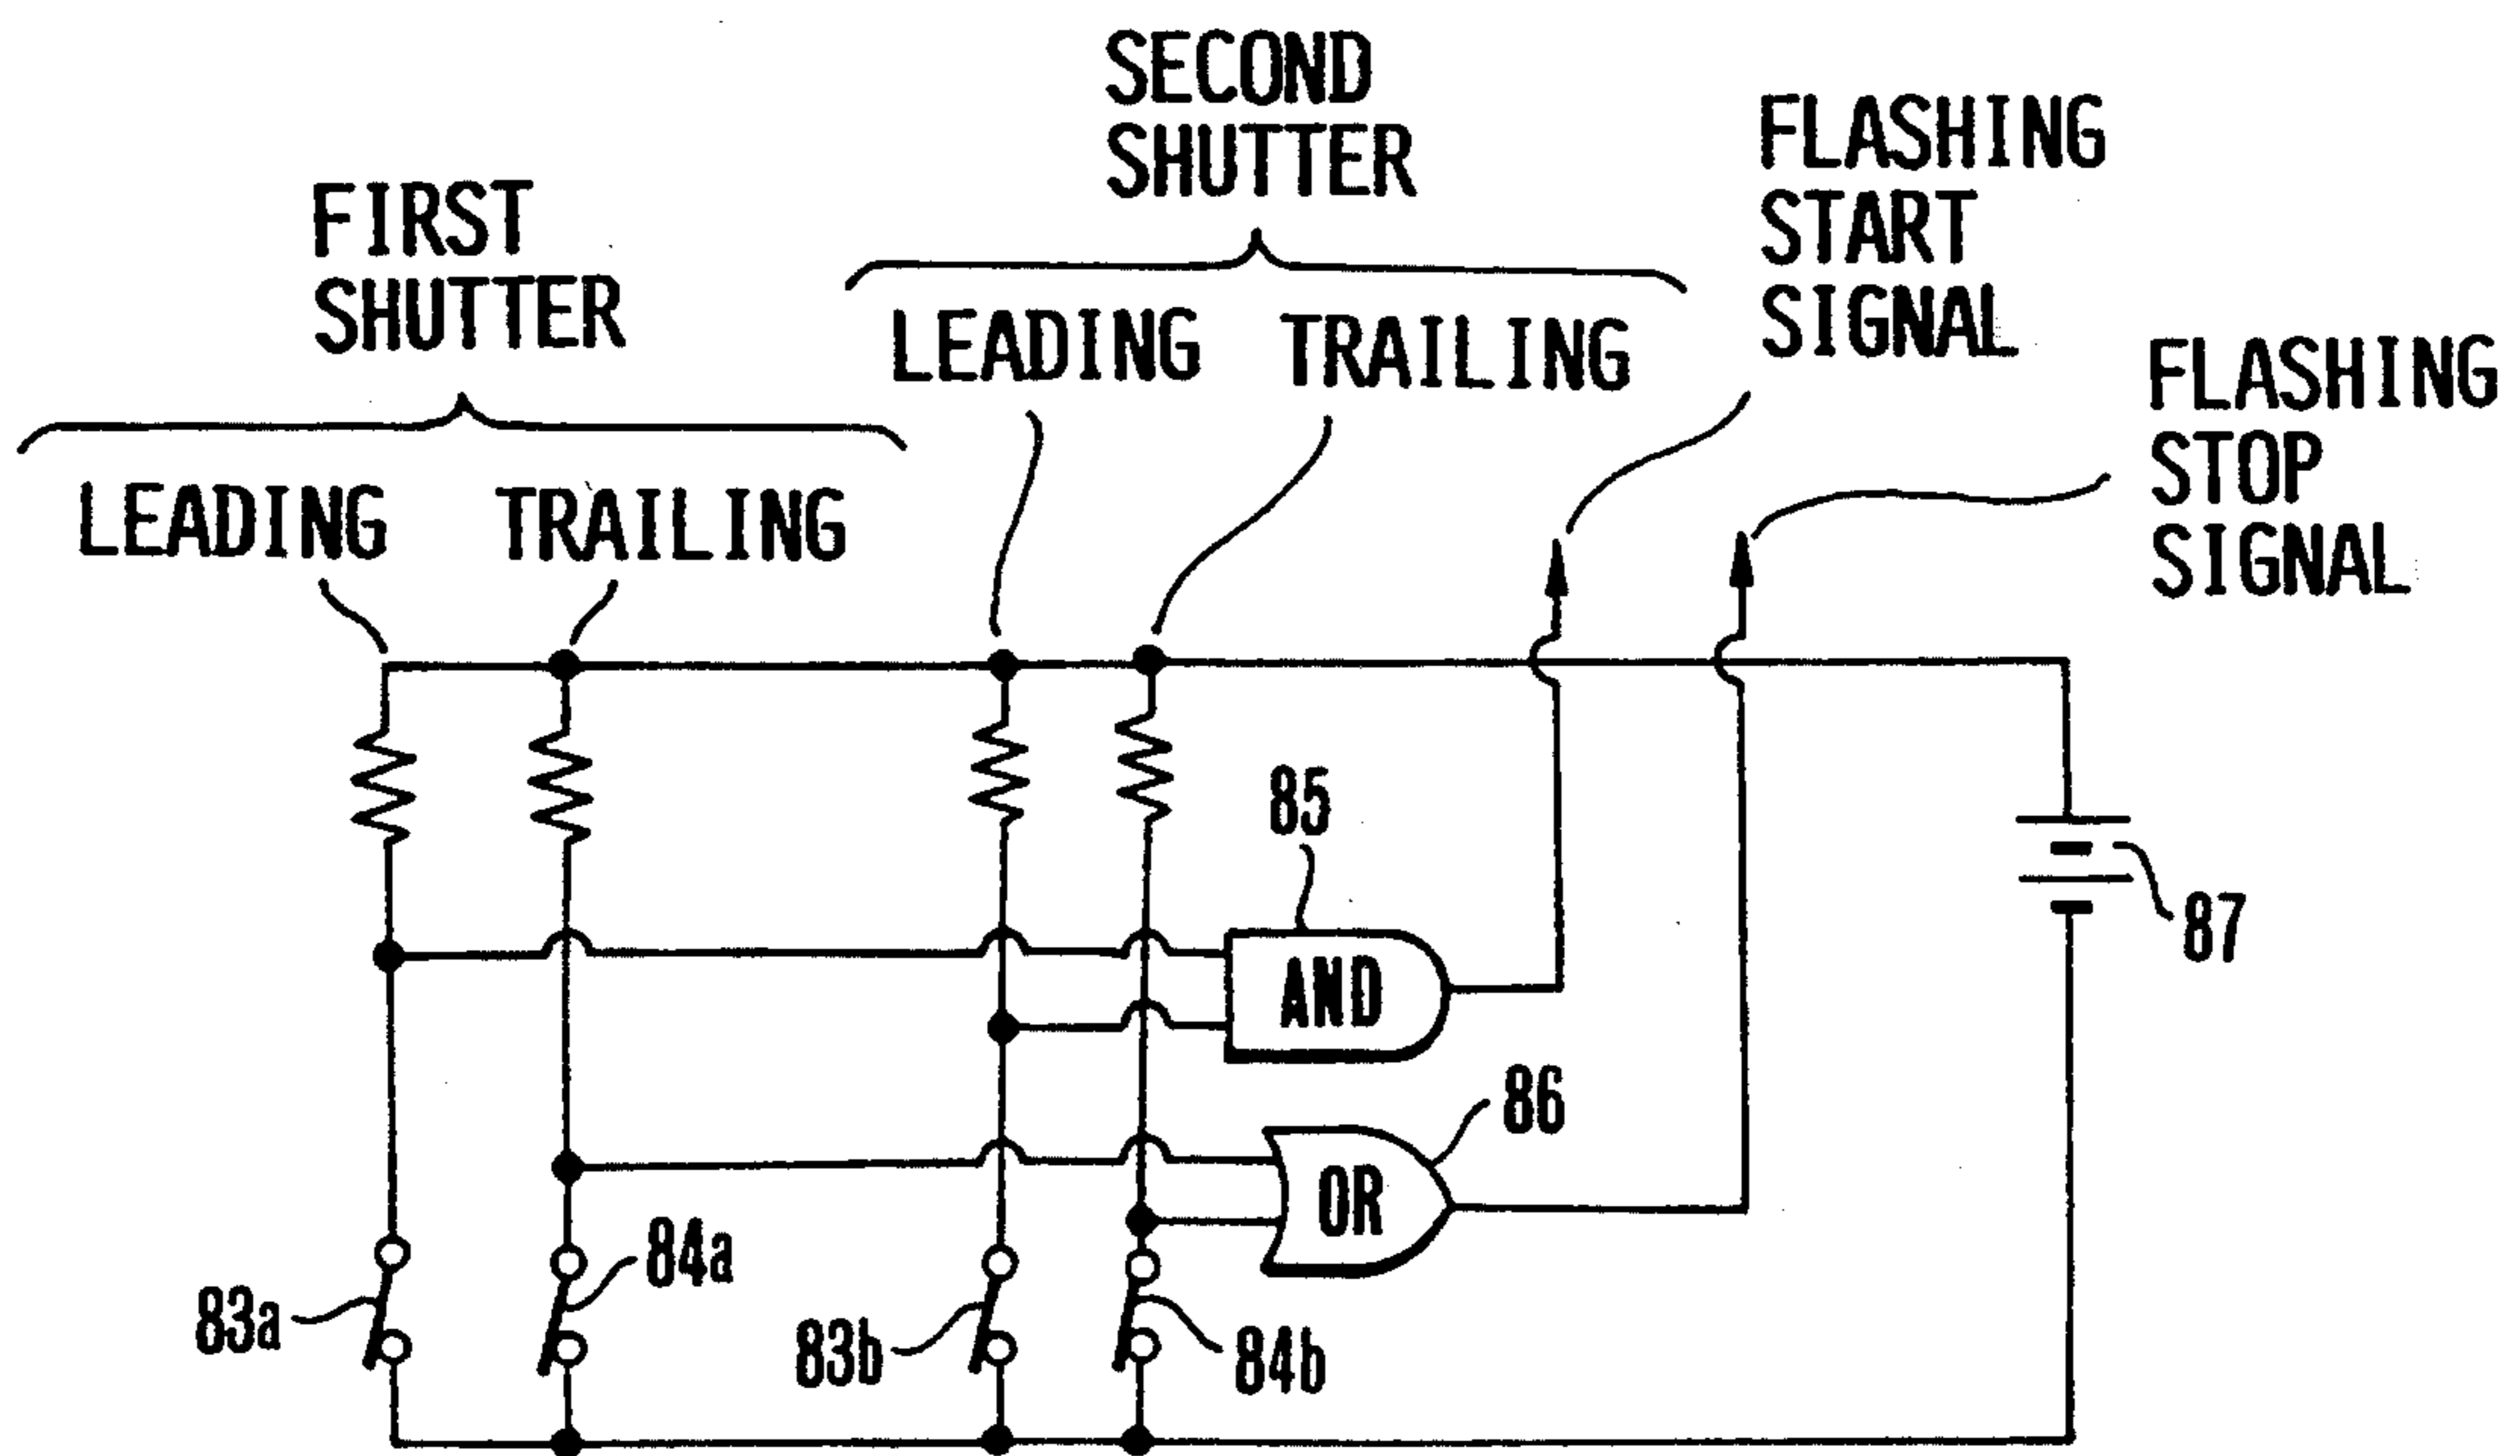 SECOND
SHUTTER
FLASHING
START
SIGNAL
FIRST
SHUTTER
LEADING TRAILING
FLASHING
STOP
SIGNAL
LEADING TRAILING
85
87
AND
86
OR
84a
83a
83b
84b